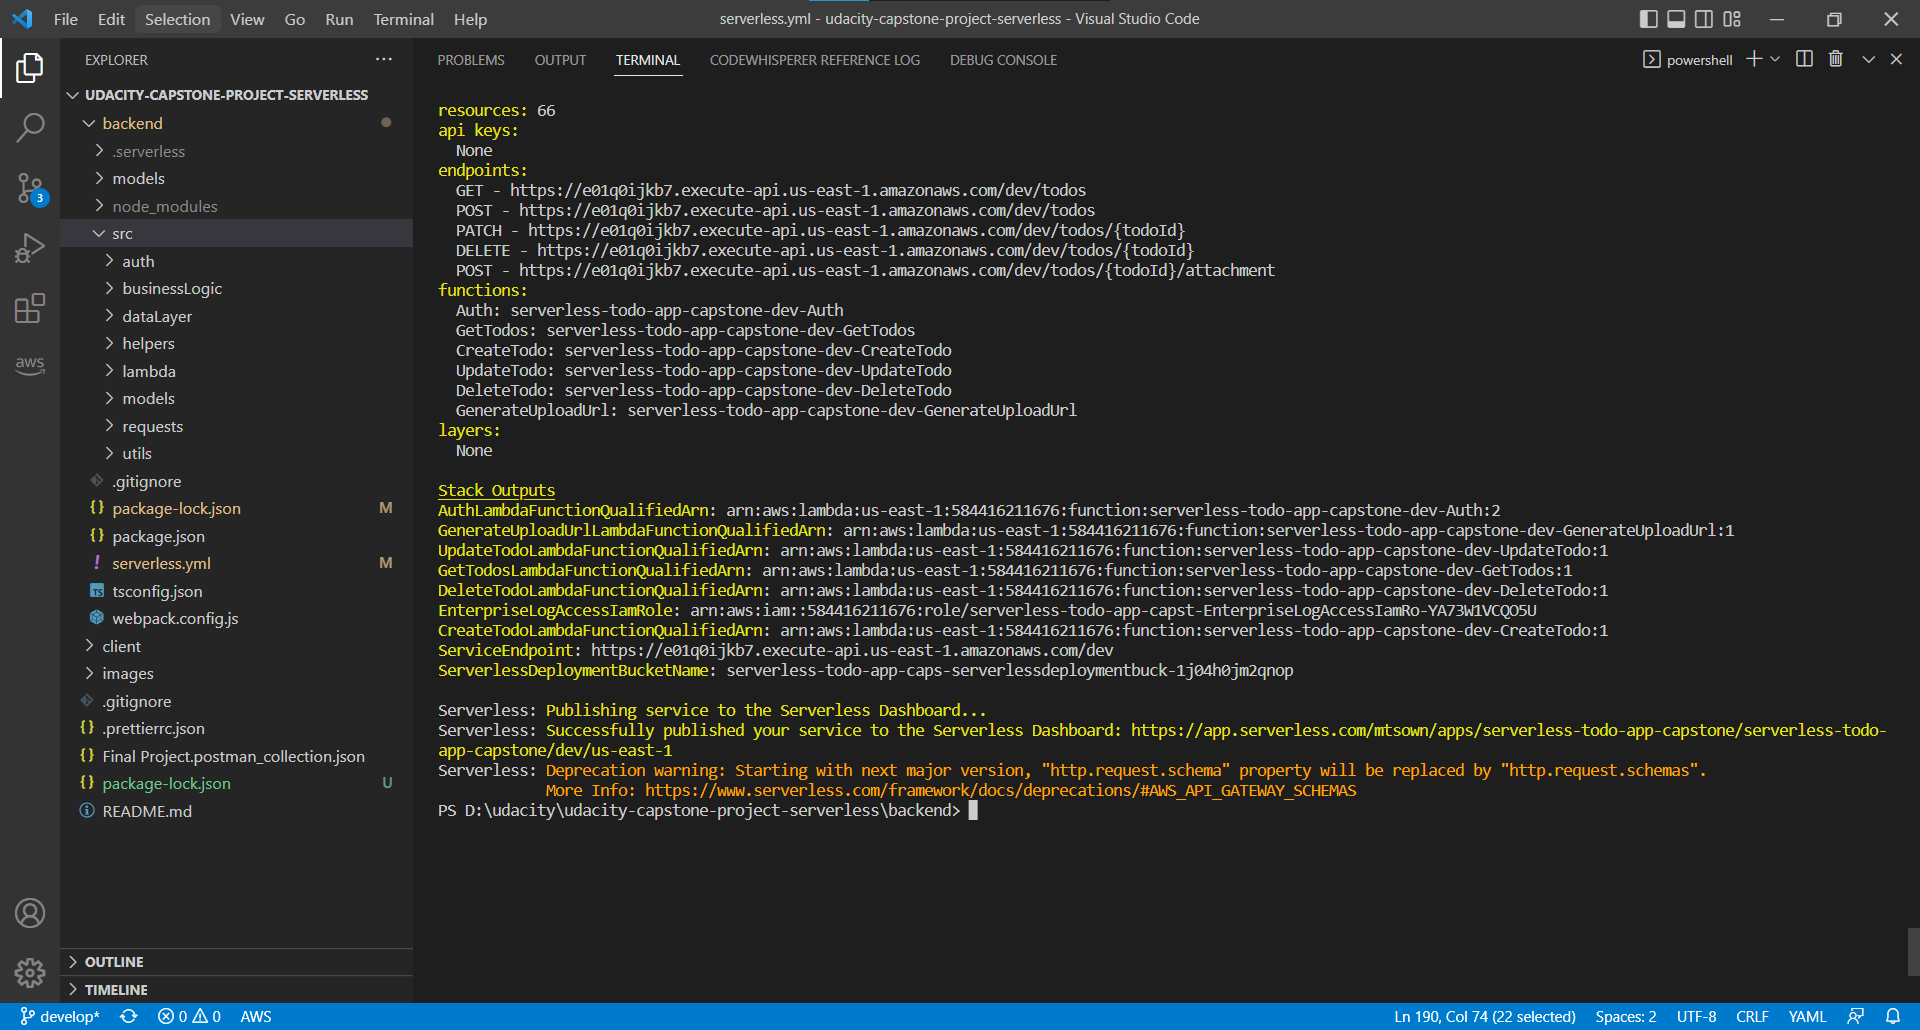 File Edit Selection View Go Run Terminal Help
serverless.yml - udacity-capstone-project-serverless - Visual Studio Code
EXPLORER
UDACITY-CAPSTONE-PROJECT-SERVERLESS
backend
.serverless
models
node_modules
src
auth
businessLogic
dataLayer
helpers
lambda
models
requests
utils
.gitignore
package-lock.json M
package.json
serverless.yml M
tsconfig.json
webpack.config.js
client
images
.gitignore
.prettierrc.json
Final Project.postman_collection.json
package-lock.json U
README.md
OUTLINE
TIMELINE
3
aws
PROBLEMS OUTPUT TERMINAL CODEWHISPERER REFERENCE LOG DEBUG CONSOLE
powershell
resources: 66
api keys:
None
endpoints:
GET - https://e01q0ijkb7.execute-api.us-east-1.amazonaws.com/dev/todos
POST - https://e01q0ijkb7.execute-api.us-east-1.amazonaws.com/dev/todos
PATCH - https://e01q0ijkb7.execute-api.us-east-1.amazonaws.com/dev/todos/{todoId}
DELETE - https://e01q0ijkb7.execute-api.us-east-1.amazonaws.com/dev/todos/{todoId}
POST - https://e01q0ijkb7.execute-api.us-east-1.amazonaws.com/dev/todos/{todoId}/attachment
functions:
Auth: serverless-todo-app-capstone-dev-Auth
GetTodos: serverless-todo-app-capstone-dev-GetTodos
CreateTodo: serverless-todo-app-capstone-dev-CreateTodo
UpdateTodo: serverless-todo-app-capstone-dev-UpdateTodo
DeleteTodo: serverless-todo-app-capstone-dev-DeleteTodo
GenerateUploadUrl: serverless-todo-app-capstone-dev-GenerateUploadUrl
layers:
None
Stack Outputs
AuthLambdaFunctionQualifiedArn: arn:aws:lambda:us-east-1:584416211676:function:serverless-todo-app-capstone-dev-Auth:2
GenerateUploadUrlLambdaFunctionQualifiedArn: arn:aws:lambda:us-east-1:584416211676:function:serverless-todo-app-capstone-dev-GenerateUploadUrl:1
UpdateTodoLambdaFunctionQualifiedArn: arn:aws:lambda:us-east-1:584416211676:function:serverless-todo-app-capstone-dev-UpdateTodo:1
GetTodosLambdaFunctionQualifiedArn: arn:aws:lambda:us-east-1:584416211676:function:serverless-todo-app-capstone-dev-GetTodos:1
DeleteTodoLambdaFunctionQualifiedArn: arn:aws:lambda:us-east-1:584416211676:function:serverless-todo-app-capstone-dev-DeleteTodo:1
EnterpriseLogAccessIamRole: arn:aws:iam::584416211676:role/serverless-todo-app-capst-EnterpriseLogAccessIamRo-YA73W1VCQO5U
CreateTodoLambdaFunctionQualifiedArn: arn:aws:lambda:us-east-1:584416211676:function:serverless-todo-app-capstone-dev-CreateTodo:1
ServiceEndpoint: https://e01q0ijkb7.execute-api.us-east-1.amazonaws.com/dev
ServerlessDeploymentBucketName: serverless-todo-app-caps-serverlessdeploymentbuck-1j04h0jm2qnop
Serverless: Publishing service to the Serverless Dashboard...
Serverless: Successfully published your service to the Serverless Dashboard: https://app.serverless.com/mtsown/apps/serverless-todo-app-capstone/serverless-todo-
app-capstone/dev/us-east-1
Serverless: Deprecation warning: Starting with next major version, "http.request.schema" property will be replaced by "http.request.schemas".
More Info: https://www.serverless.com/framework/docs/deprecations/#AWS_API_GATEWAY_SCHEMAS
PS D:\udacity\udacity-capstone-project-serverless\backend>
develop* 0 0 AWS
Ln 190, Col 74 (22 selected) Spaces: 2 UTF-8 CRLF YAML